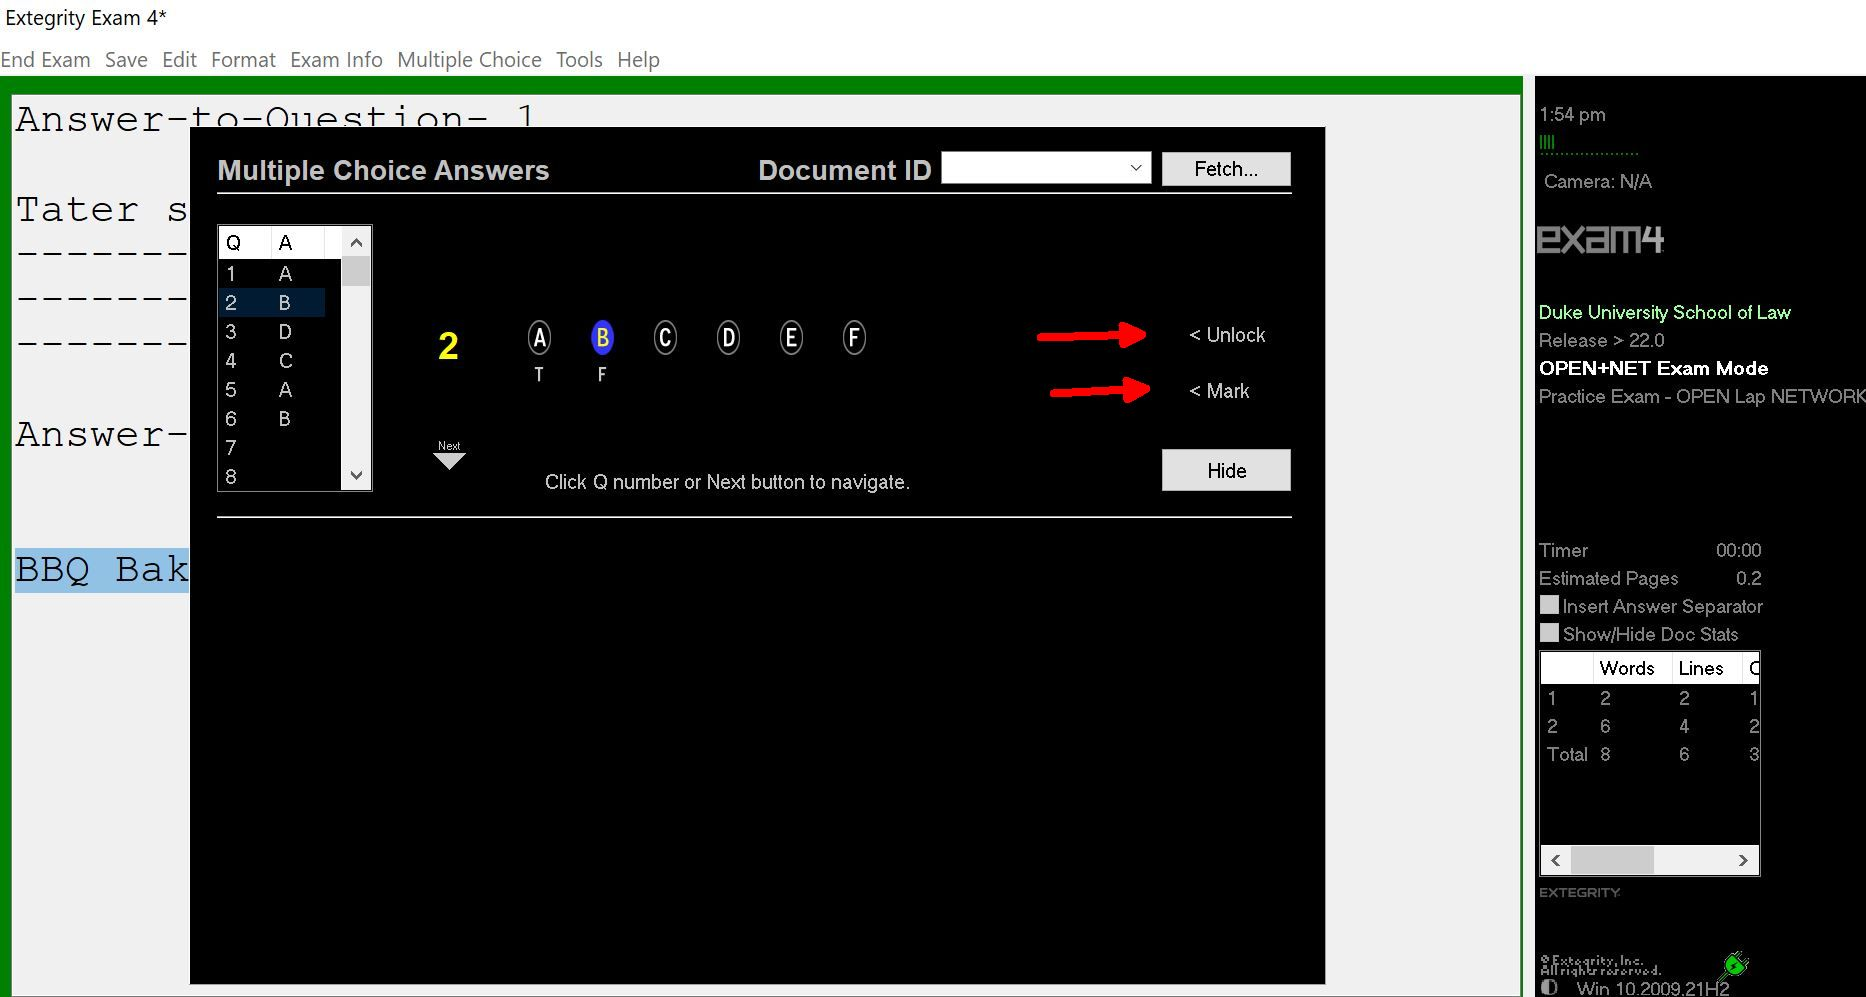 Extegrity Exam 4*
End Exam Save Edit Format Exam Info Multiple Choice Tools Help
Answer-to-Question- 1
Tater s
-------
-------
-------
Answer-
BBQ Bak
Multiple Choice Answers
Document ID
Fetch...
Q A
1 A
2 B
3 D
4 C
5 A
6 B
7
8
2
A B C D E F
T F
< Unlock
< Mark
Next
Click Q number or Next button to navigate.
Hide
1:54 pm
Camera: N/A
exam4
Duke University School of Law
Release > 22.0
OPEN+NET Exam Mode
Practice Exam - OPEN Lap NETWORK
Timer 00:00
Estimated Pages 0.2
Insert Answer Separator
Show/Hide Doc Stats
Words Lines C
1 2 2 1
2 6 4 2
Total 8 6 3
EXTEGRITY
© Extegrity, Inc.
All rights reserved.
Win 10.2009.21H2